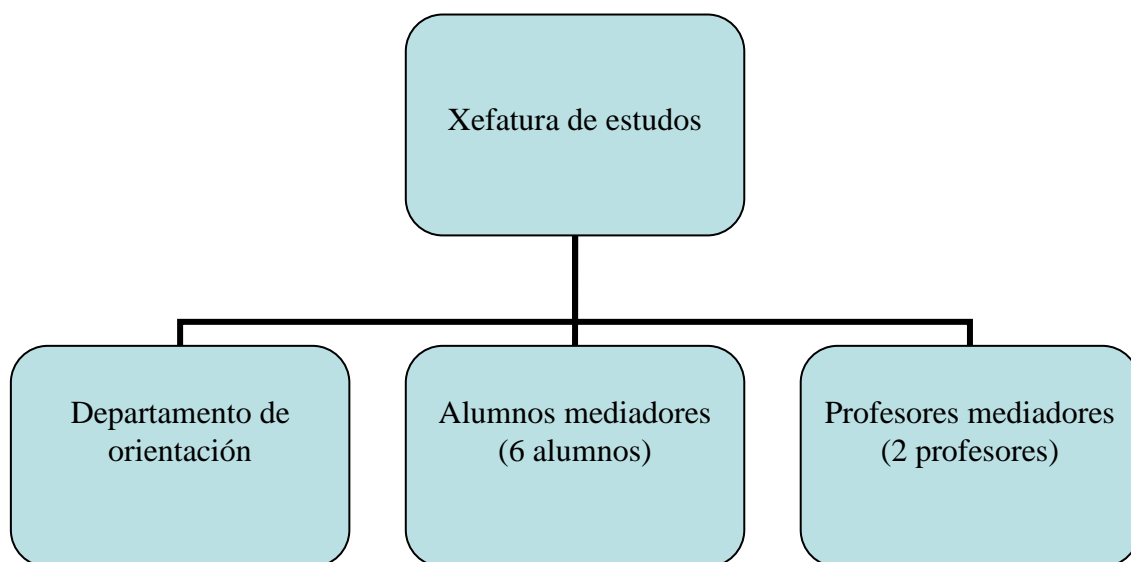 Xefatura de estudos
Departamento de
orientación
Alumnos mediadores
(6 alumnos)
Profesores mediadores
(2 profesores)